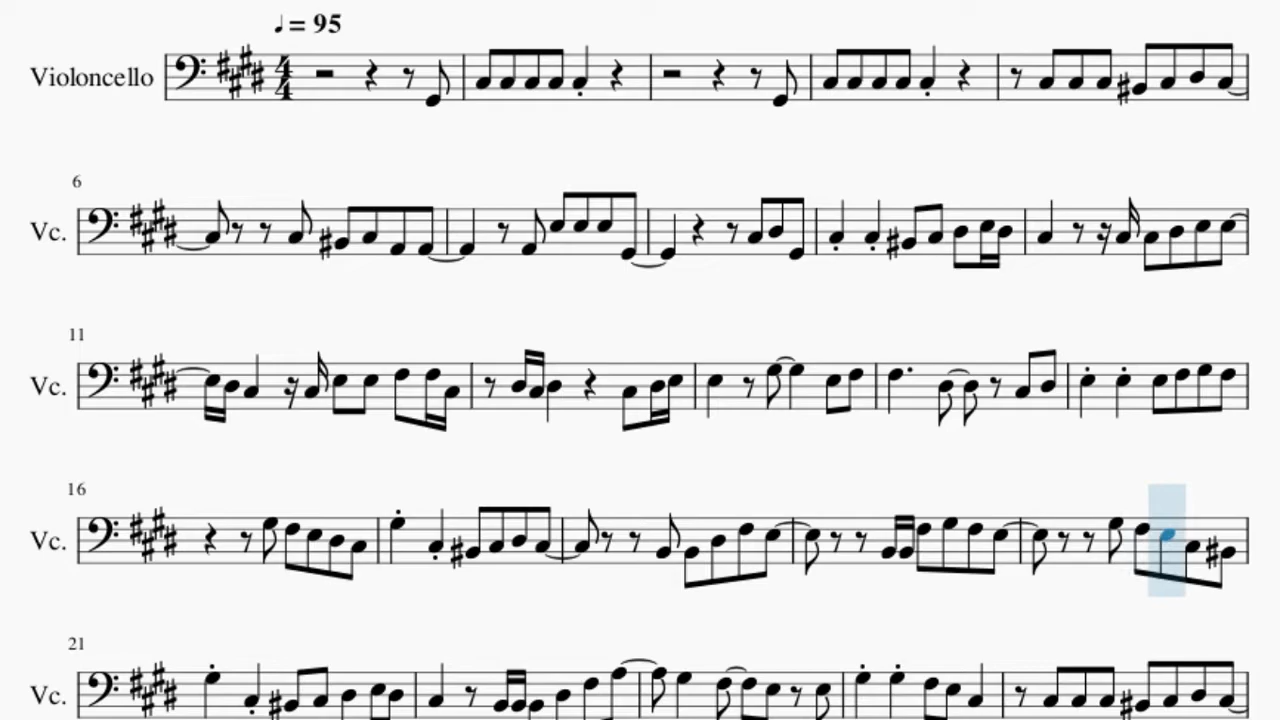 ♩ = 95
Violoncello
4
4
6
Vc.
11
Vc.
16
Vc.
21
Vc.